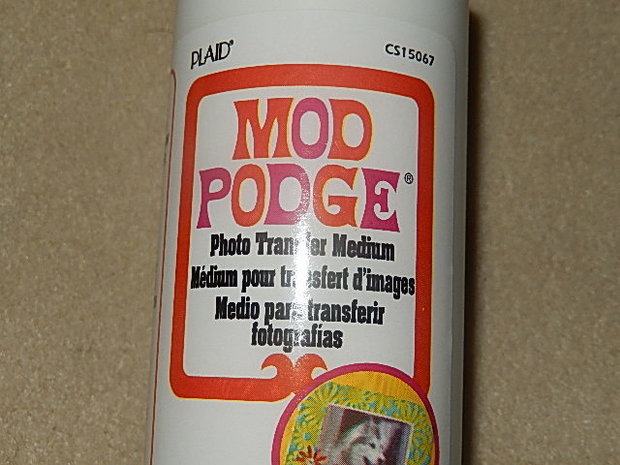 PLAID®
CS15067
MOD
PODGE®
Photo Transfer Medium
Médium pour transfert d'images
Medio para transferir
fotografías